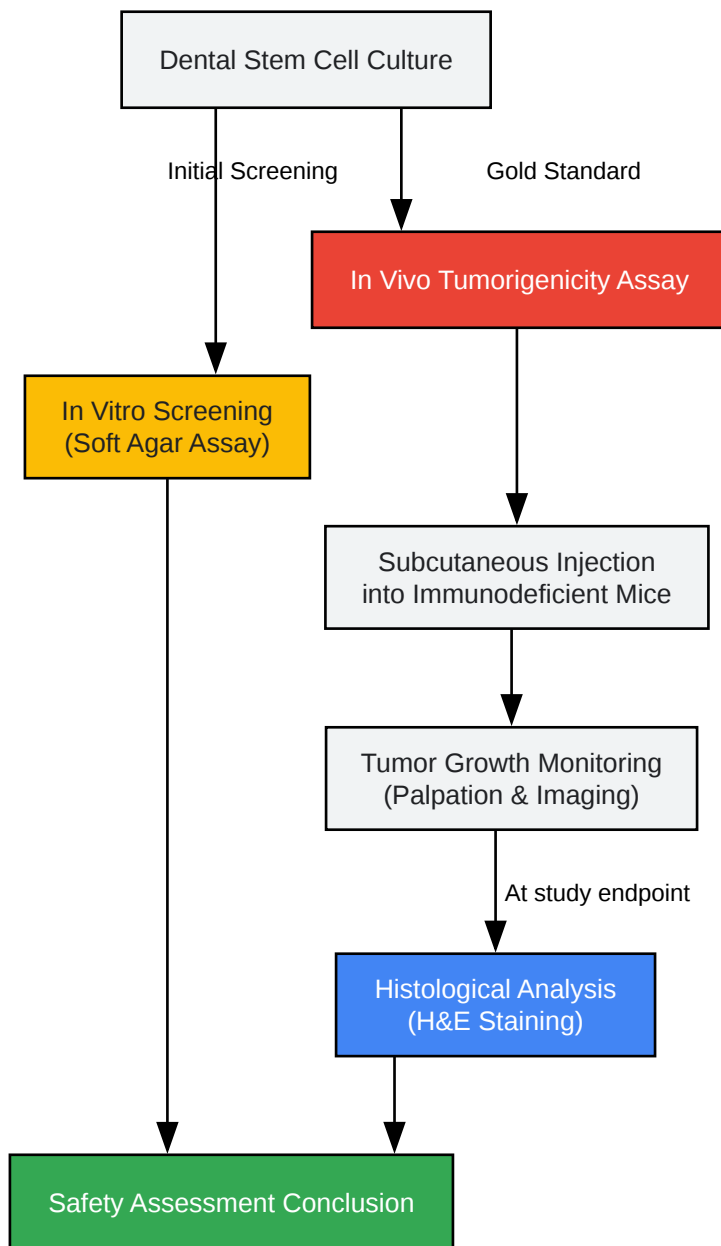 Dental Stem Cell Culture
Initial Screening
Gold Standard
In Vivo Tumorigenicity Assay
In Vitro Screening
(Soft Agar Assay)
Subcutaneous Injection
into Immunodeficient Mice
Tumor Growth Monitoring
(Palpation & Imaging)
At study endpoint
Histological Analysis
(H&E Staining)
Safety Assessment Conclusion